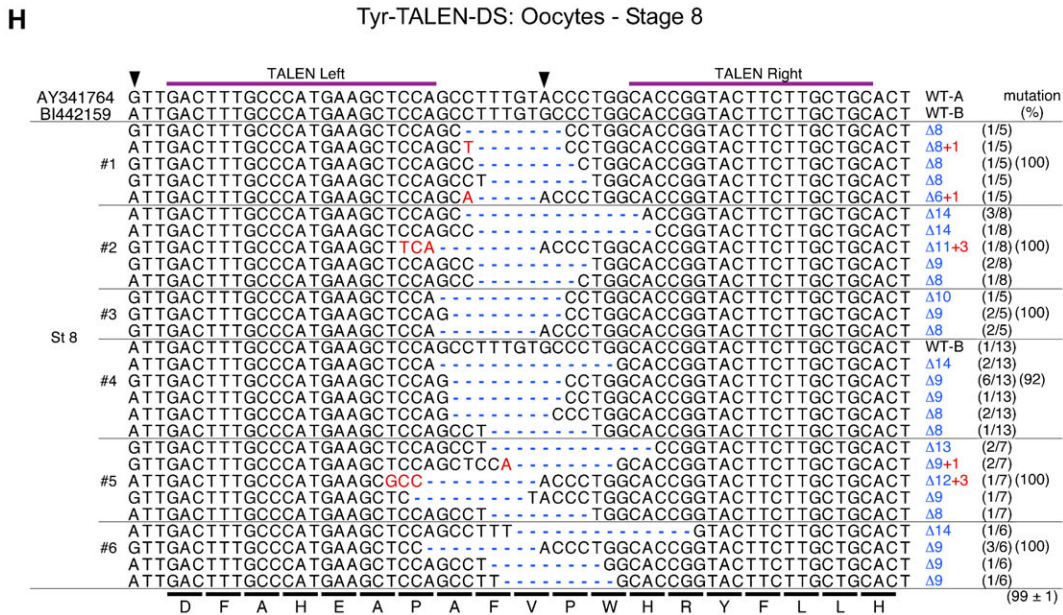 H
Tyr-TALEN-DS: Oocytes - Stage 8
TALEN Left TALEN Right
AY341764 GTTGACTTTGCCCATGAAGCTCCAGCCTTTGTACCCTGGCACCGGTACTTCTTGCTGCACT WT-A mutation
BI442159 ATTGACTTTGCCCATGAAGCTCCAGCCTTTGTGCCCTGGCACCGGTACTTCTTGCTGCACT WT-B (%)
GTTGACTTTGCCCATGAAGCTCCAGC--------CCTGGCACCGGTACTTCTTGCTGCACT Δ8 (1/5)
ATTGACTTTGCCCATGAAGCTCCAGCT-------CCTGGCACCGGTACTTCTTGCTGCACT Δ8+1 (1/5)
#1 GTTGACTTTGCCCATGAAGCTCCAGCC--------CTGGCACCGGTACTTCTTGCTGCACT Δ8 (1/5) (100)
GTTGACTTTGCCCATGAAGCTCCAGCCT--------TGGCACCGGTACTTCTTGCTGCACT Δ8 (1/5)
ATTGACTTTGCCCATGAAGCTCCAGCA-----ACCCTGGCACCGGTACTTCTTGCTGCACT Δ6+1 (1/5)
ATTGACTTTGCCCATGAAGCTCCAGC--------------ACCGGTACTTCTTGCTGCACT Δ14 (3/8)
ATTGACTTTGCCCATGAAGCTCCAGCC--------------CCGGTACTTCTTGCTGCACT Δ14 (1/8)
#2 GTTGACTTTGCCCATGAAGCTTCA--------ACCCTGGCACCGGTACTTCTTGCTGCACT Δ11+3 (1/8) (100)
GTTGACTTTGCCCATGAAGCTCCAGCC---------TGGCACCGGTACTTCTTGCTGCACT Δ9 (2/8)
ATTGACTTTGCCCATGAAGCTCCAGCC--------CTGGCACCGGTACTTCTTGCTGCACT Δ8 (1/8)
GTTGACTTTGCCCATGAAGCTCCA----------CCTGGCACCGGTACTTCTTGCTGCACT Δ10 (1/5)
#3 GTTGACTTTGCCCATGAAGCTCCAG---------CCTGGCACCGGTACTTCTTGCTGCACT Δ9 (2/5) (100)
GTTGACTTTGCCCATGAAGCTCCA--------ACCCTGGCACCGGTACTTCTTGCTGCACT Δ8 (2/5)
St 8
ATTGACTTTGCCCATGAAGCTCCAGCCTTTGTGCCCTGGCACCGGTACTTCTTGCTGCACT WT-B (1/13)
ATTGACTTTGCCCATGAAGCTCCA--------------GCACCGGTACTTCTTGCTGCACT Δ14 (2/13)
#4 GTTGACTTTGCCCATGAAGCTCCAG---------CCTGGCACCGGTACTTCTTGCTGCACT Δ9 (6/13) (92)
ATTGACTTTGCCCATGAAGCTCCAG---------CCTGGCACCGGTACTTCTTGCTGCACT Δ9 (1/13)
ATTGACTTTGCCCATGAAGCTCCAG--------CCCTGGCACCGGTACTTCTTGCTGCACT Δ8 (2/13)
ATTGACTTTGCCCATGAAGCTCCAGCCT--------TGGCACCGGTACTTCTTGCTGCACT Δ8 (1/13)
GTTGACTTTGCCCATGAAGCTCCAGCCT-------------CCGGTACTTCTTGCTGCACT Δ13 (2/7)
GTTGACTTTGCCCATGAAGCTCCAGCTCCA--------GCACCGGTACTTCTTGCTGCACT Δ9+1 (2/7)
#5 ATTGACTTTGCCCATGAAGCGCC---------ACCCTGGCACCGGTACTTCTTGCTGCACT Δ12+3 (1/7) (100)
GTTGACTTTGCCCATGAAGCTC---------TACCCTGGCACCGGTACTTCTTGCTGCACT Δ9 (1/7)
ATTGACTTTGCCCATGAAGCTCCAGCCT--------TGGCACCGGTACTTCTTGCTGCACT Δ8 (1/7)
ATTGACTTTGCCCATGAAGCTCCAGCCTTT--------------GTACTTCTTGCTGCACT Δ14 (1/6)
#6 GTTGACTTTGCCCATGAAGCTCC---------ACCCTGGCACCGGTACTTCTTGCTGCACT Δ9 (3/6) (100)
ATTGACTTTGCCCATGAAGCTCCAGCCT---------GGCACCGGTACTTCTTGCTGCACT Δ9 (1/6)
ATTGACTTTGCCCATGAAGCTCCAGCCTT---------GCACCGGTACTTCTTGCTGCACT Δ9 (1/6)
D F A H E A P A F V P W H R Y F L L H (99 ± 1)